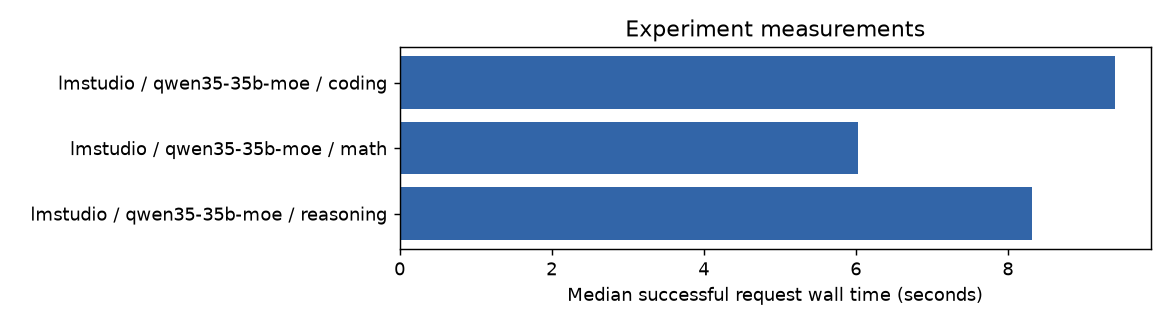 Experiment measurements
lmstudio / qwen35-35b-moe / coding
lmstudio / qwen35-35b-moe / math
lmstudio / qwen35-35b-moe / reasoning
0 2 4 6 8
Median successful request wall time (seconds)